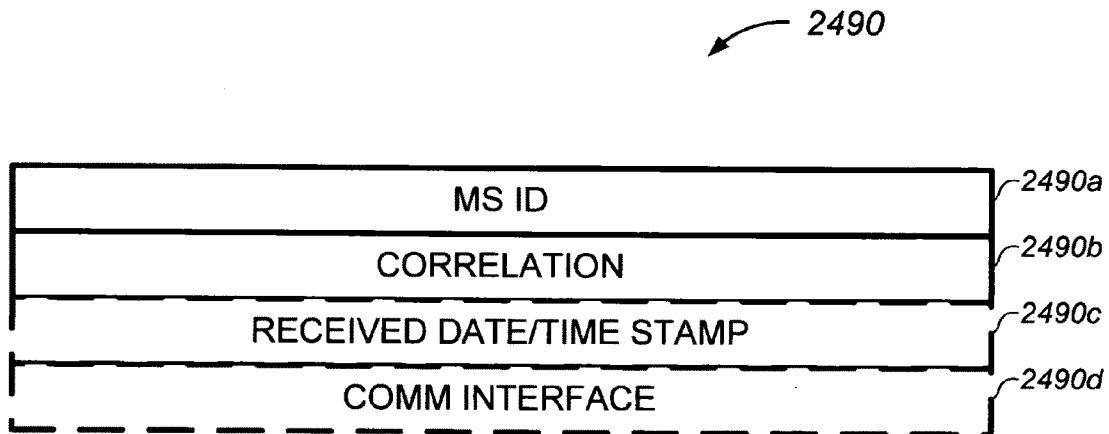 2490
MS ID
2490a
CORRELATION
2490b
RECEIVED DATE/TIME STAMP
2490c
COMM INTERFACE
2490d